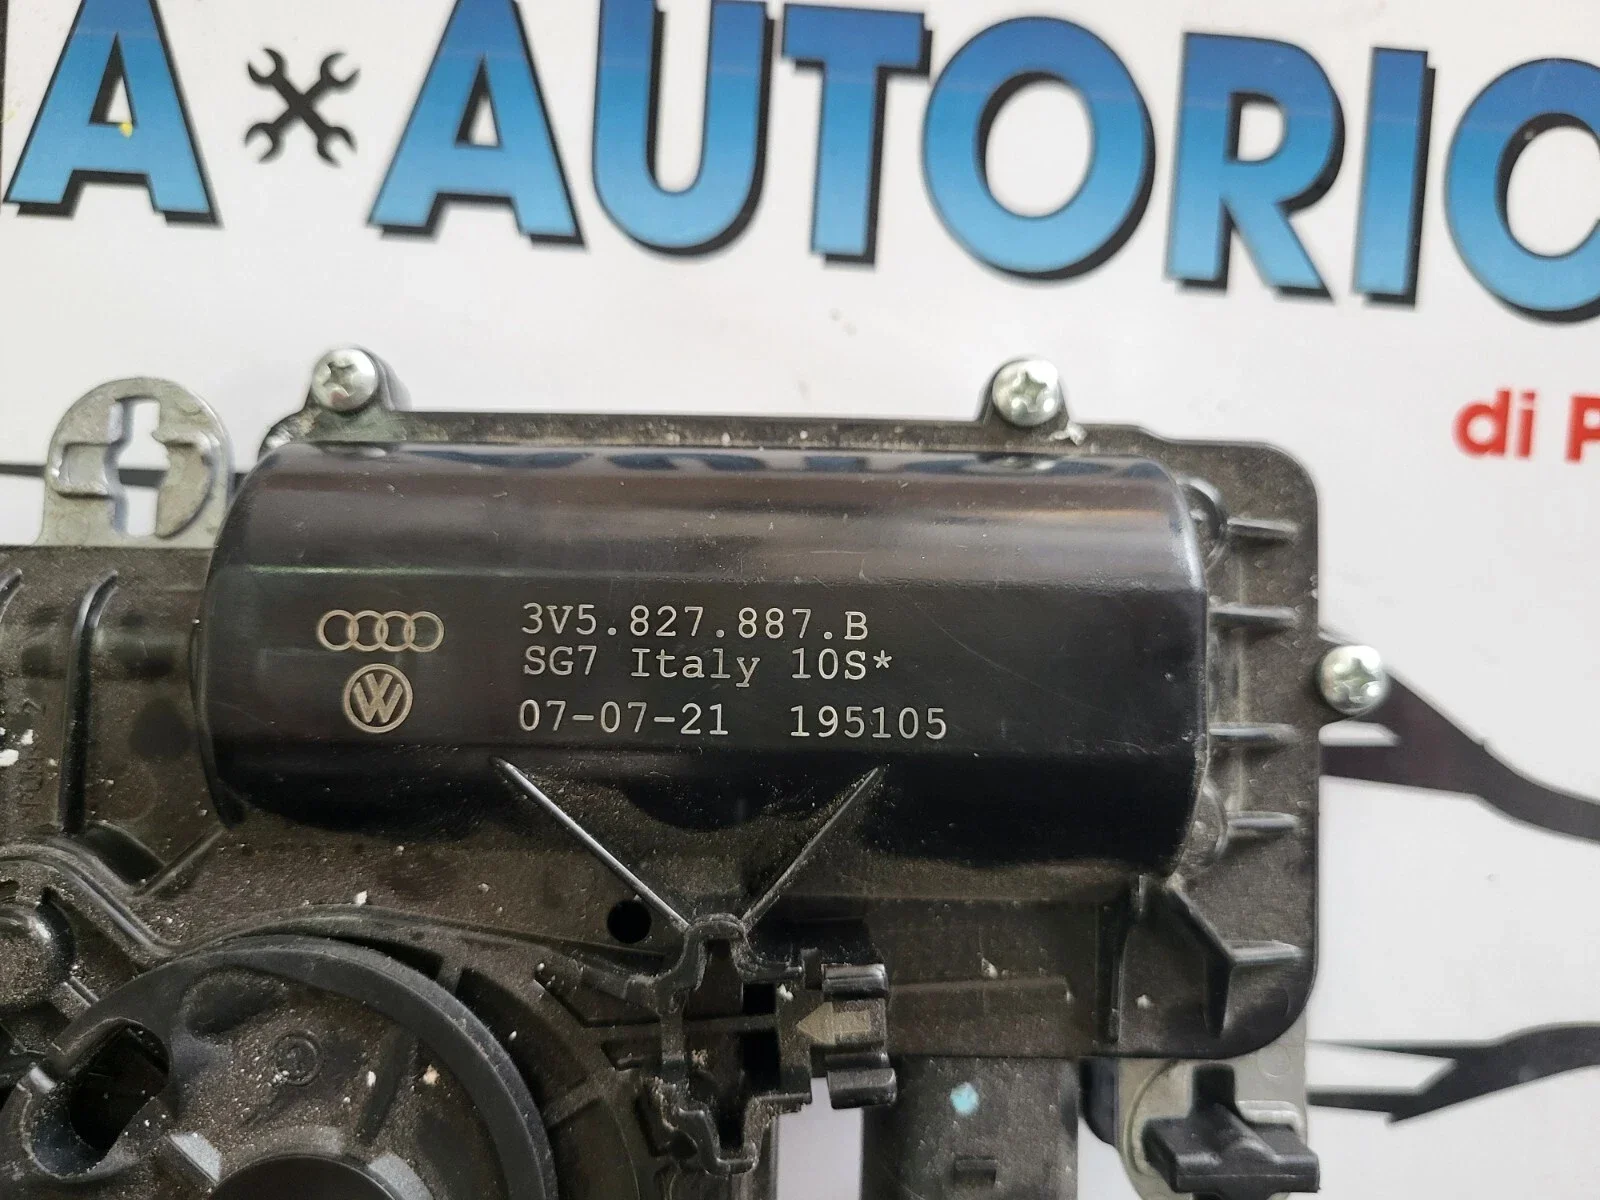 A AUTORIC
di P
3V5.827.887.B
SG7 Italy 10S*
07-07-21 195105